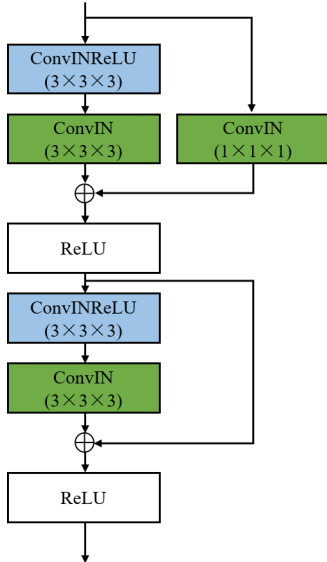 ConvINReLU
(3×3×3)
ConvIN
(3×3×3)
ConvIN
(1×1×1)
ReLU
ConvINReLU
(3×3×3)
ConvIN
(3×3×3)
ReLU